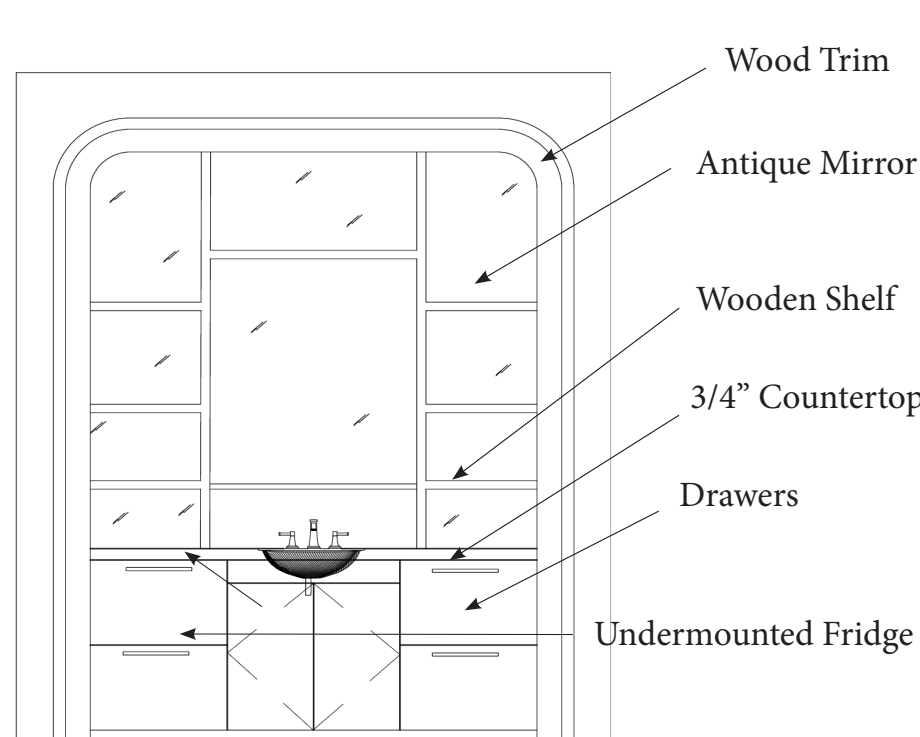 Wood Trim
Antique Mirror
Wooden Shelf
3/4” Countertop
Drawers
Undermounted Fridge